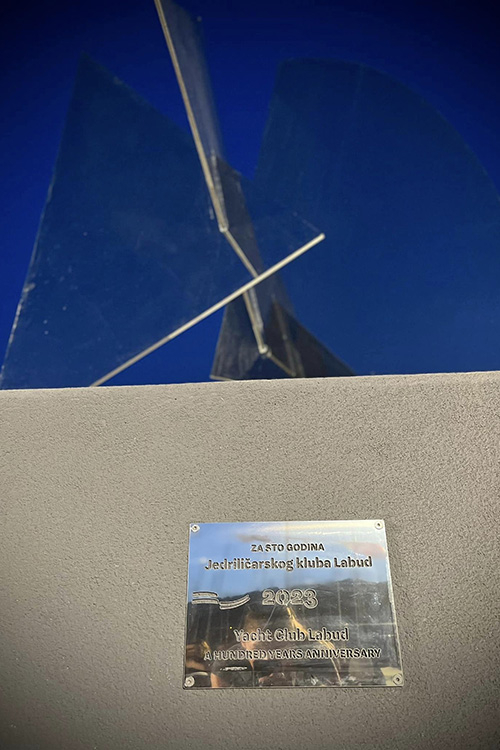 ZA STO GODINA
Jedriličarskog kluba Labud
2023
Yacht Club Labud
A HUNDRED YEARS ANNIVERSARY